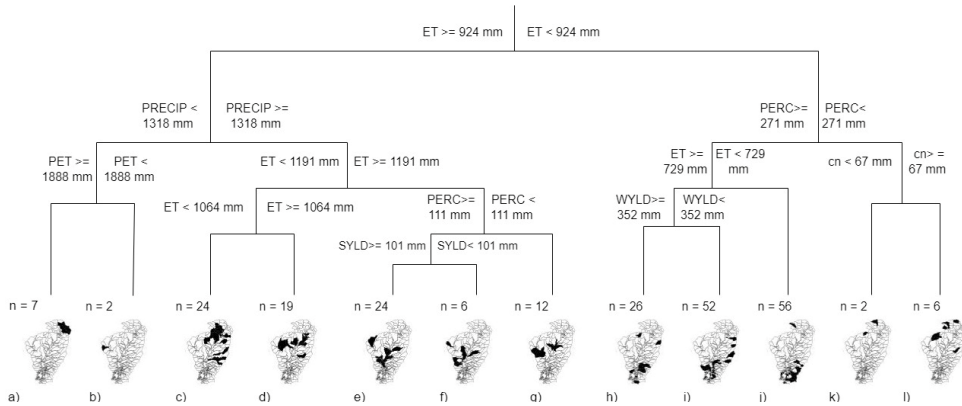 ET >= 924 mm ET < 924 mm
PRECIP < PRECIP >=
1318 mm 1318 mm
PERC>= PERC<
271 mm 271 mm
PET >= PET <
1888 mm 1888 mm
ET < 1191 mm ET >= 1191 mm
ET >= ET < 729
729 mm mm
cn < 67 mm cn> =
67 mm
ET < 1064 mm ET >= 1064 mm
PERC>= PERC <
111 mm 111 mm
WYLD>= WYLD<
352 mm 352 mm
SYLD>= 101 mm SYLD< 101 mm
n = 7 n = 2 n = 24 n = 19 n = 24 n = 6 n = 12 n = 26 n = 52 n = 56 n = 2 n = 6
a) b) c) d) e) f) g) h) i) j) k) l)